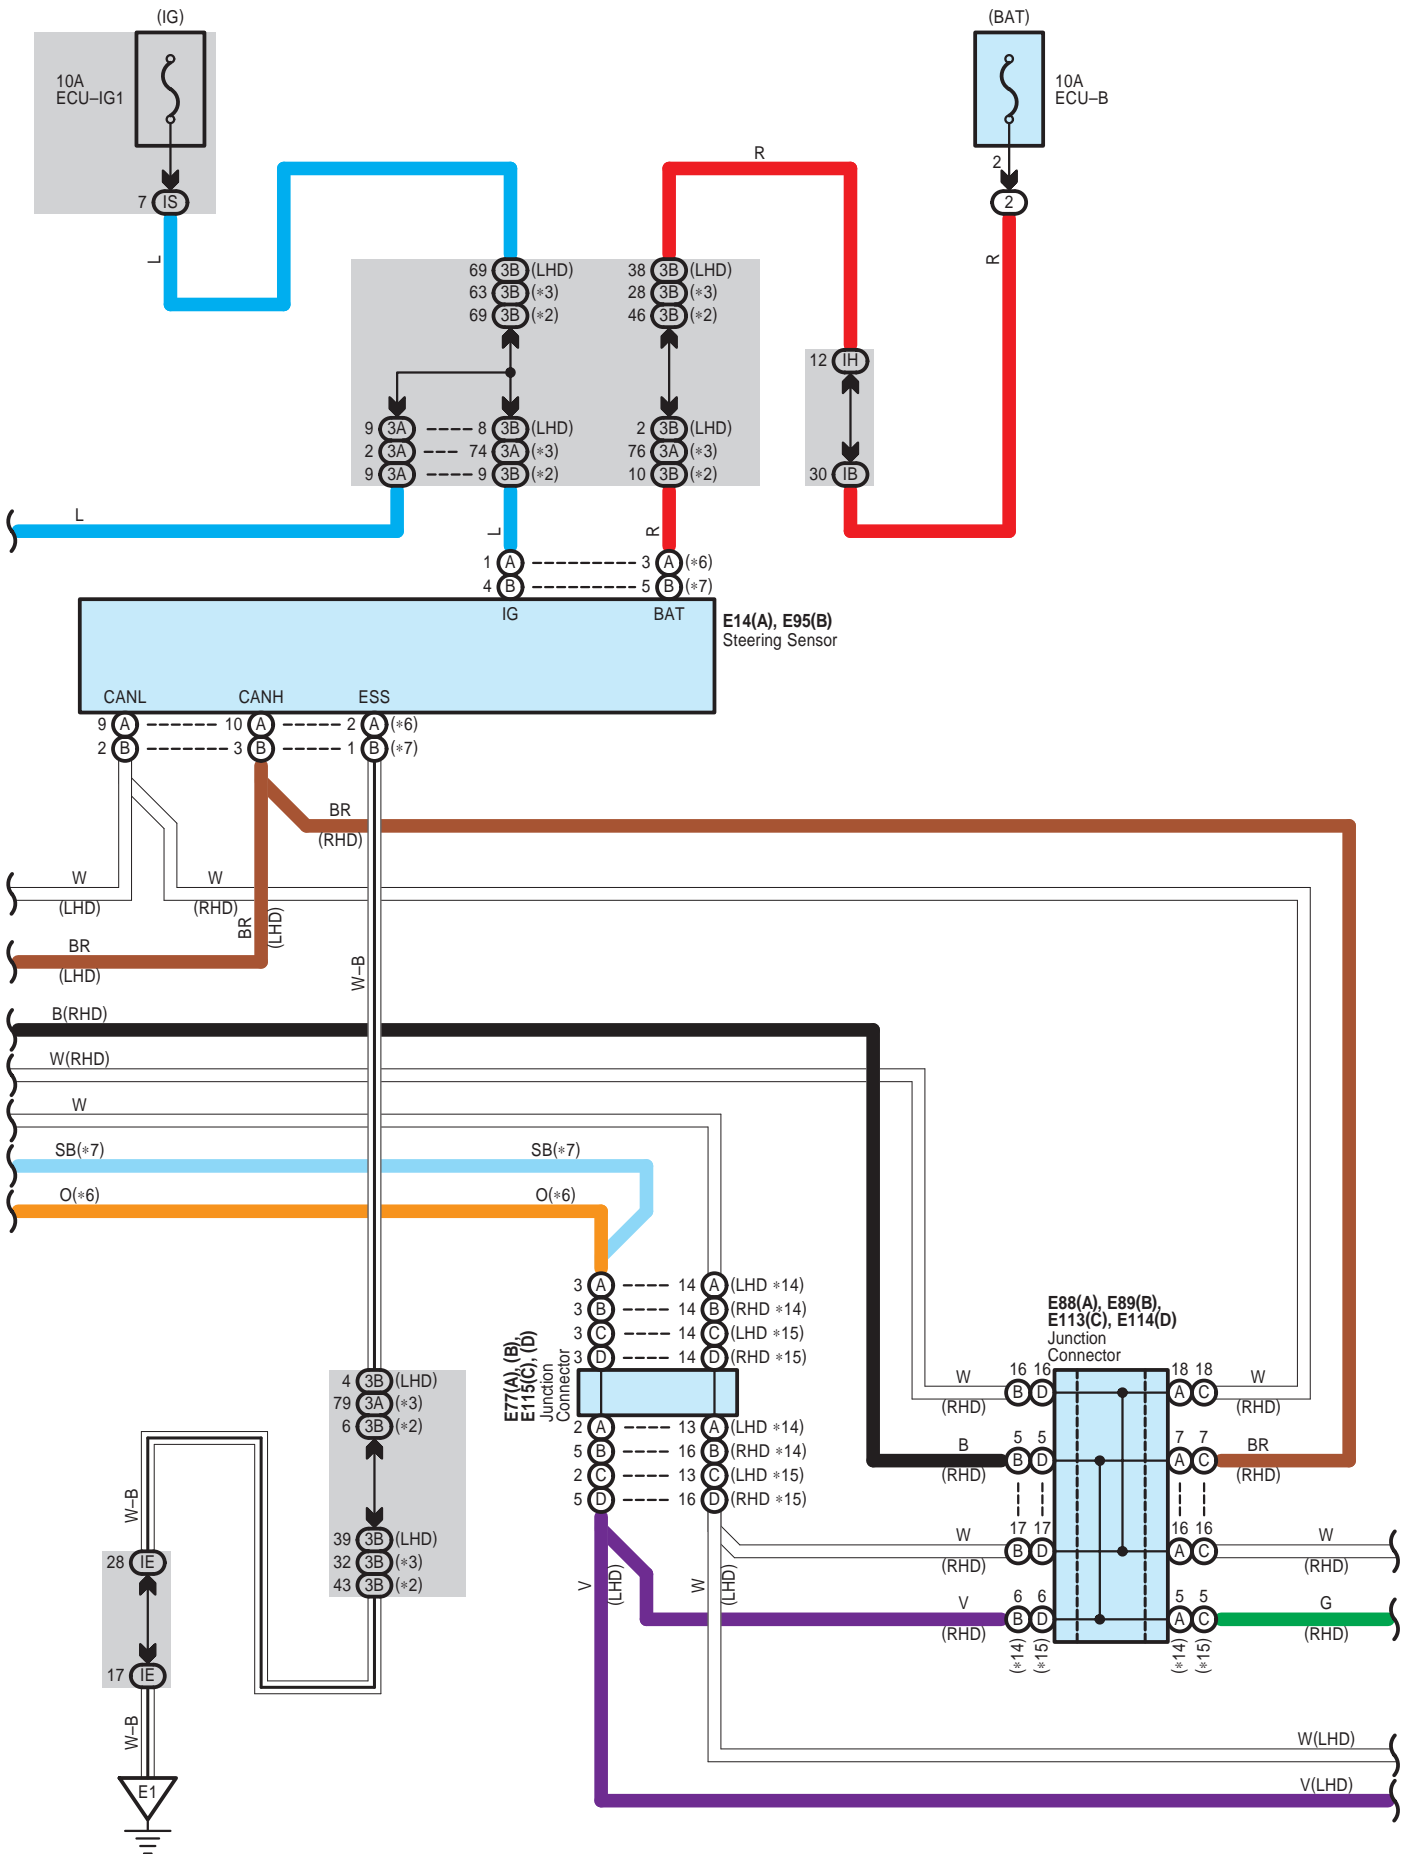 (IG)
(BAT)
10A
ECU–IG1
10A
ECU–B
7 IS
2
2
R
L
R
69 3B (LHD)
63 3B (∗3)
69 3B (∗2)
38 3B (LHD)
28 3B (∗3)
46 3B (∗2)
12 IH
30 IB
9 3A 8 3B (LHD)
2 3A 74 3A (∗3)
9 3A 9 3B (∗2)
2 3B (LHD)
76 3A (∗3)
10 3B (∗2)
L
L
R
1 A 3 A (∗6)
4 B 5 B (∗7)
IG
BAT
E14(A), E95(B)
Steering Sensor
CANL
CANH
ESS
9 A 10 A 2 A (∗6)
2 B 3 B 1 B (∗7)
BR
(RHD)
W
(LHD)
W
(RHD)
BR
(LHD)
BR
(LHD)
W–B
B(RHD)
W(RHD)
W
SB(∗7)
SB(∗7)
O(∗6)
O(∗6)
3 A 14 A (LHD ∗14)
3 B 14 B (RHD ∗14)
3 C 14 C (LHD ∗15)
3 D 14 D (RHD ∗15)
E77(A), (B),
E115(C), (D)
Junction
Connector
2 A 13 A (LHD ∗14)
5 B 16 B (RHD ∗14)
2 C 13 C (LHD ∗15)
5 D 16 D (RHD ∗15)
E88(A), E89(B),
E113(C), E114(D)
Junction
Connector
W
(RHD)
16 16
B D
18 18
A C
W
(RHD)
B
(RHD)
5 5
B D
7 7
A C
BR
(RHD)
W
(RHD)
17 17
B D
16 16
A C
W
(RHD)
V
(RHD)
6 6
B D
5 5
A C
G
(RHD)
(∗14)
(∗15)
(∗14)
(∗15)
4 3B (LHD)
79 3A (∗3)
6 3B (∗2)
39 3B (LHD)
32 3B (∗3)
43 3B (∗2)
W–B
28 IE
17 IE
W–B
E1
V
(LHD)
W
(LHD)
W(LHD)
V(LHD)